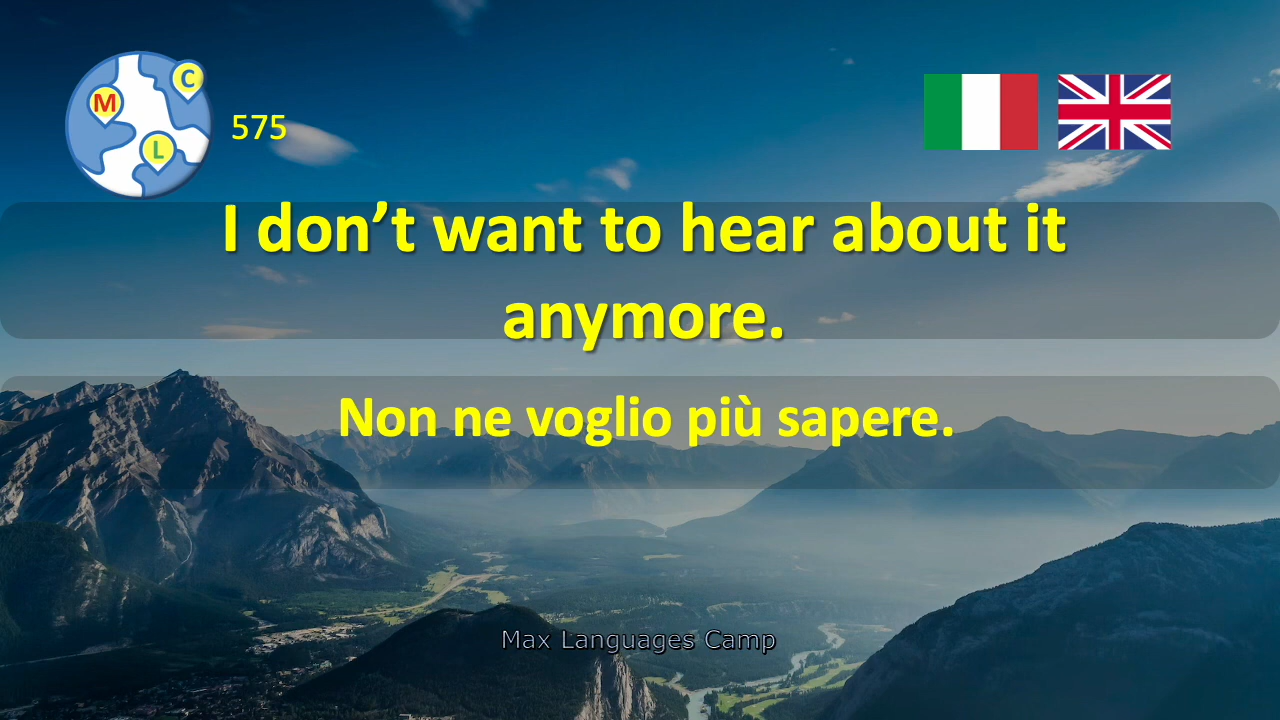 C
M
L
575
I don’t want to hear about it
anymore.
Non ne voglio più sapere.
Max Languages Camp